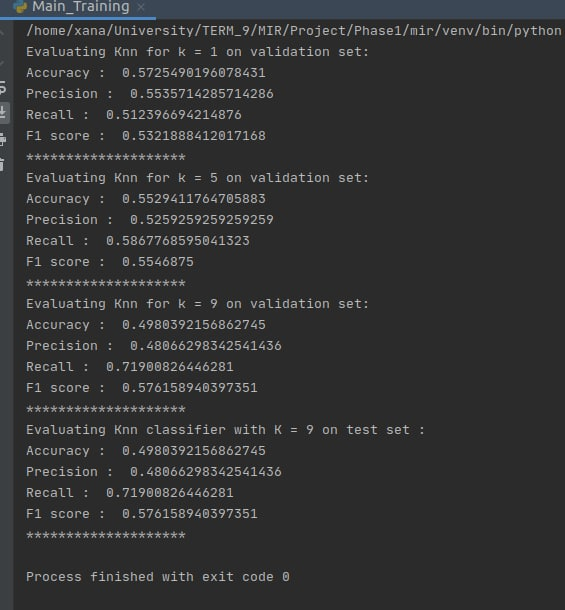 Main_Training
/home/xana/University/TERM_9/MIR/Project/Phase1/mir/venv/bin/python
Evaluating Knn for k = 1 on validation set:
Accuracy :  0.5725490196078431
Precision :  0.5535714285714286
Recall :  0.512396694214876
F1 score :  0.5321888412017168
********************
Evaluating Knn for k = 5 on validation set:
Accuracy :  0.5529411764705883
Precision :  0.5259259259259259
Recall :  0.5867768595041323
F1 score :  0.5546875
********************
Evaluating Knn for k = 9 on validation set:
Accuracy :  0.4980392156862745
Precision :  0.48066298342541436
Recall :  0.71900826446281
F1 score :  0.576158940397351
********************
Evaluating Knn classifier with K = 9 on test set :
Accuracy :  0.4980392156862745
Precision :  0.48066298342541436
Recall :  0.71900826446281
F1 score :  0.576158940397351
********************
Process finished with exit code 0